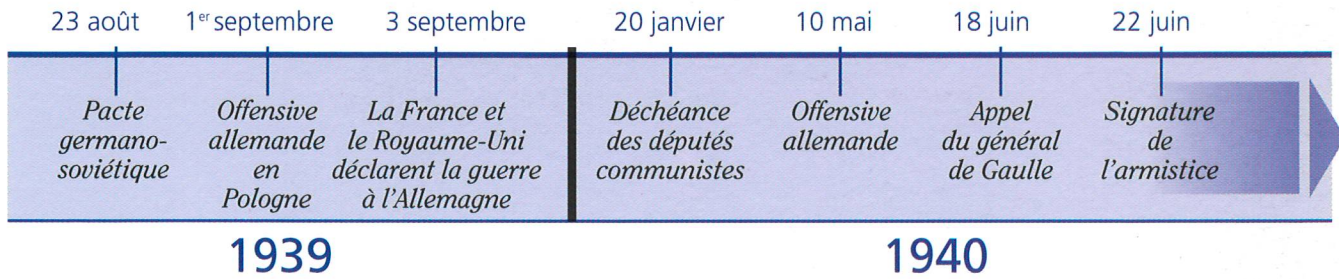 23 août
1er septembre
3 septembre
20 janvier
10 mai
18 juin
22 juin
Pacte
germano-
soviétique
Offensive
allemande
en
Pologne
La France et
le Royaume-Uni
déclarent la guerre
à l'Allemagne
Déchéance
des députés
communistes
Offensive
allemande
Appel
du général
de Gaulle
Signature
de
l'armistice
1939
1940